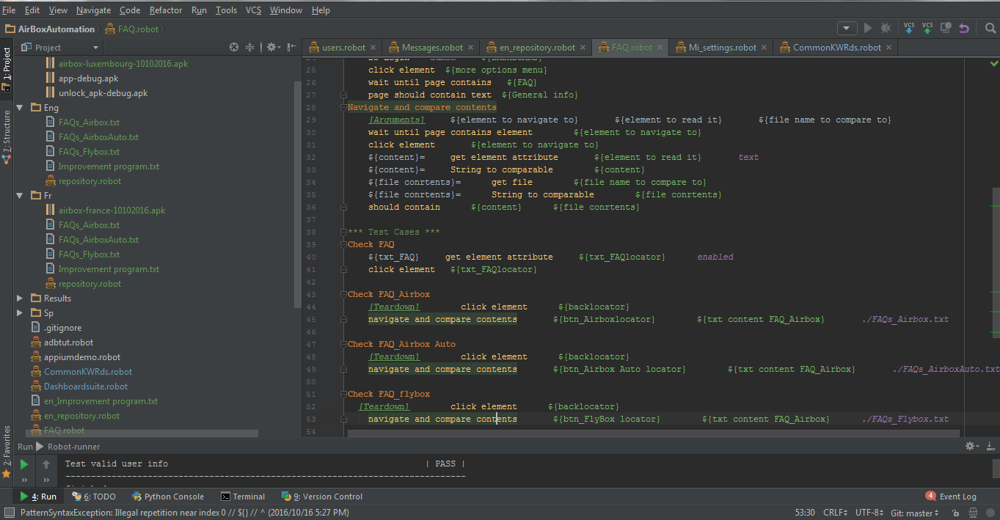 File Edit View Navigate Code Refactor Run Tools VCS Window Help
AirBoxAutomation FAQ.robot
VCS VCS
Project
users.robot Messages.robot en_repository.robot FAQ.robot Mi_settings.robot CommonKWRds.robot
1: Project
7: Structure
2: Favorites
airbox-luxembourg-10102016.apk
app-debug.apk
unlock_apk-debug.apk
Eng
FAQs_Airbox.txt
FAQs_AirboxAuto.txt
FAQs_Flybox.txt
Improvement program.txt
repository.robot
Fr
airbox-france-10102016.apk
FAQs_Airbox.txt
FAQs_AirboxAuto.txt
FAQs_Flybox.txt
Improvement program.txt
repository.robot
Results
Sp
.gitignore
adbtut.robot
appiumdemo.robot
CommonKWRds.robot
Dashboardsuite.robot
en_Improvement program.txt
en_repository.robot
FAQ.robot
25 click element ${more options menu}
26 wait until page contains ${FAQ}
27 page should contain text ${General info}
28 Navigate and compare contents
29 [Arguments] ${element to navigate to} ${element to read it} ${file name to compare to}
30 wait until page contains element ${element to navigate to}
31 click element ${element to navigate to}
32 ${content}= get element attribute ${element to read it} text
33 ${content}= String to comparable ${content}
34 ${file conrtents}= get file ${file name to compare to}
35 ${file conrtents}= String to comparable ${file conrtents}
36 should contain ${content} ${file conrtents}
37
38 *** Test Cases ***
39 Check FAQ
40 ${txt_FAQ} get element attribute ${txt_FAQlocator} enabled
41 click element ${txt_FAQlocator}
42
43 Check FAQ_Airbox
44 [Teardown] click element ${backlocator}
45 navigate and compare contents ${btn_Airboxlocator} ${txt content FAQ_Airbox} ./FAQs_Airbox.txt
46
47 Check FAQ_Airbox Auto
48 [Teardown] click element ${backlocator}
49 navigate and compare contents ${btn_Airbox Auto locator} ${txt content FAQ_Airbox} ./FAQs_AirboxAuto.txt
50
51 Check FAQ_flybox
52 [Teardown] click element ${backlocator}
53 navigate and compare contents ${btn_FlyBox locator} ${txt content FAQ_Airbox} ./FAQs_Flybox.txt
54
Run Robot-runner
Test valid user info | PASS |
4: Run 6: TODO Python Console Terminal 9: Version Control 4 Event Log
PatternSyntaxException: Illegal repetition near index 0 // ${} // ^ (2016/10/16 5:27 PM) 53:30 CRLF UTF-8 Git: master